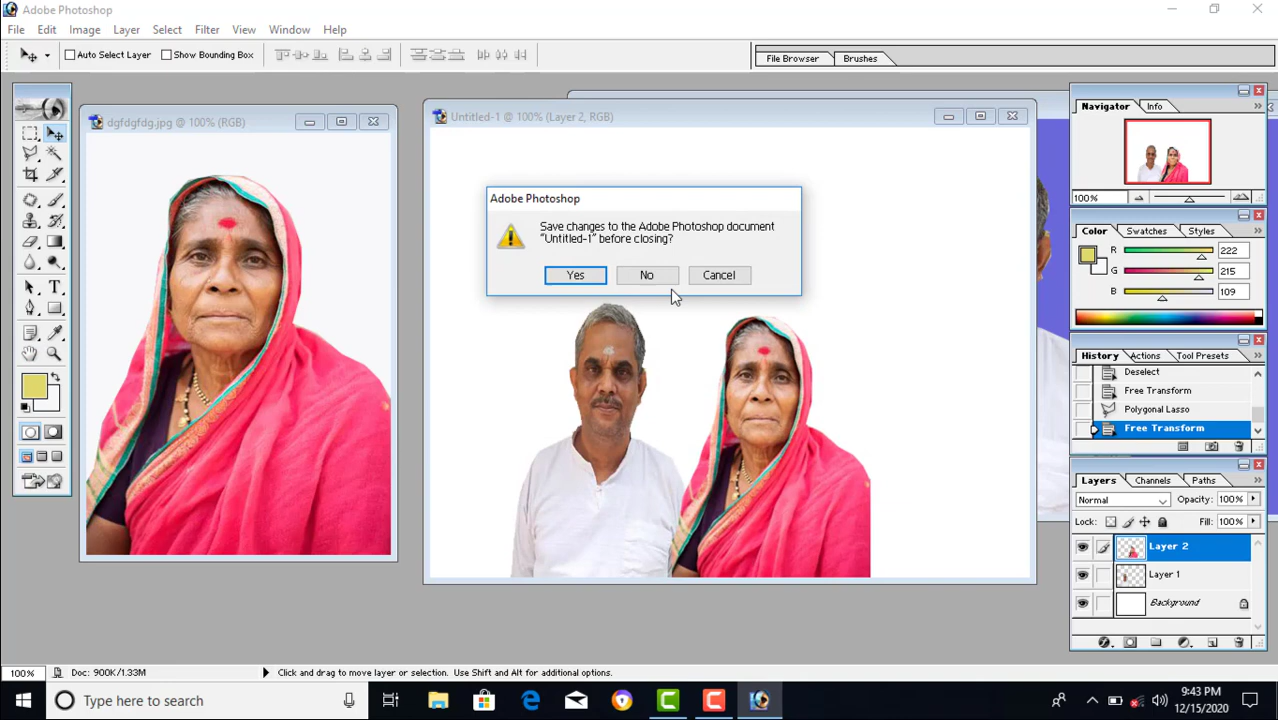 Adobe Photoshop
File Edit Image Layer Select Filter View Window Help
Auto Select Layer Show Bounding Box
File Browser Brushes
dgfdgfdg.jpg @ 100% (RGB)
Untitled-1 @ 100% (Layer 2, RGB)
Adobe Photoshop
Save changes to the Adobe Photoshop document
"Untitled-1" before closing?
Yes No Cancel
Navigator Info
100%
Color Swatches Styles
R 222
G 215
B 109
History Actions Tool Presets
Deselect
Free Transform
Polygonal Lasso
Free Transform
Layers Channels Paths
Normal Opacity: 100%
Lock: Fill: 100%
Layer 2
Layer 1
Background
100% Doc: 900K/1.33M Click and drag to move layer or selection. Use Shift and Alt for additional options.
Type here to search
9:43 PM
12/15/2020